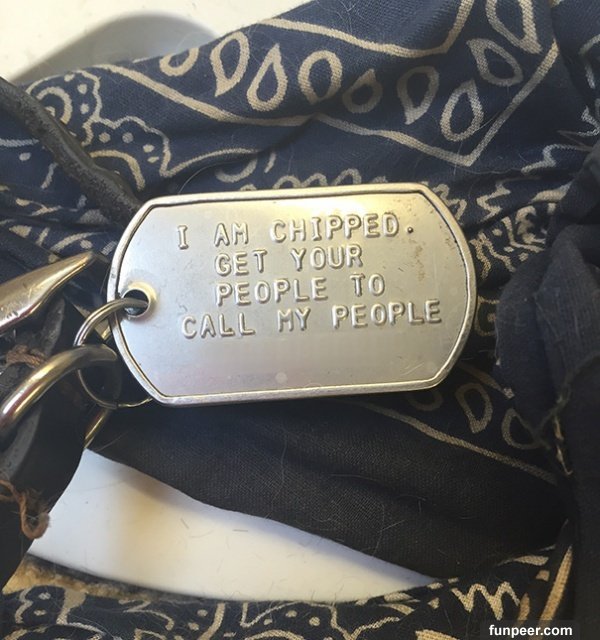 I AM CHIPPED.
GET YOUR
PEOPLE TO
CALL MY PEOPLE
funpeer.com